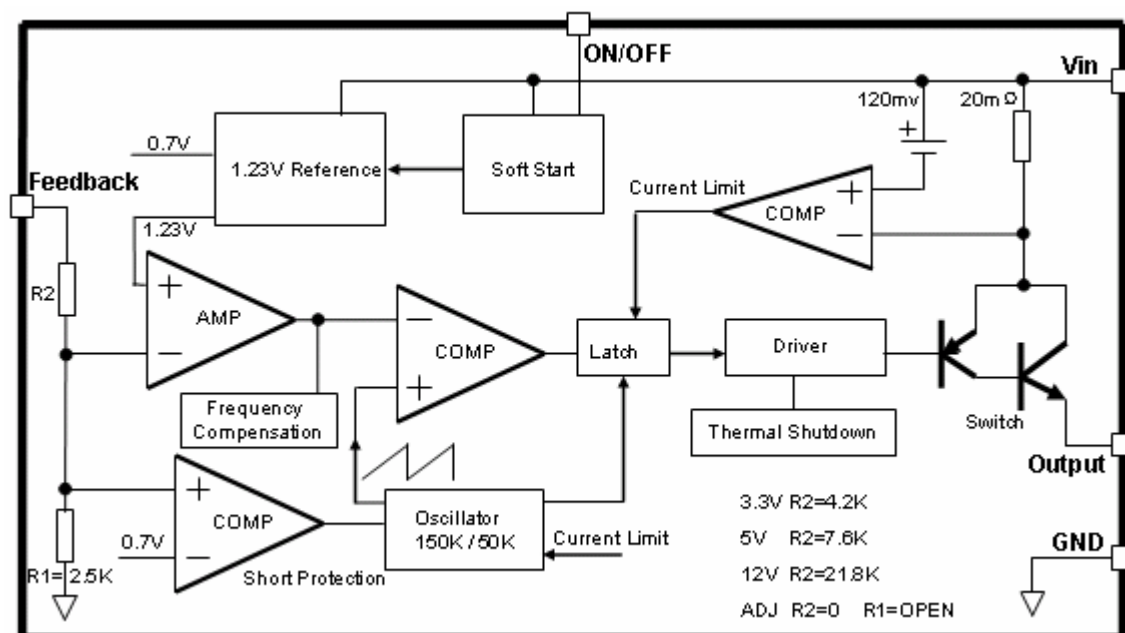 ON/OFF
Vin
120mv
20mΩ
+
0.7V
1.23V Reference
Soft Start
Feedback
Current Limit
+
COMP
−
1.23V
R2
+
AMP
−
−
COMP
+
Latch
Driver
Frequency
Compensation
Thermal Shutdown
Switch
Output
+
COMP
0.7V
−
Oscillator
150K/50K
Current Limit
R1= 2.5K
Short Protection
3.3V R2=4.2K
5V R2=7.6K
12V R2=21.8K
ADJ R2=0 R1=OPEN
GND